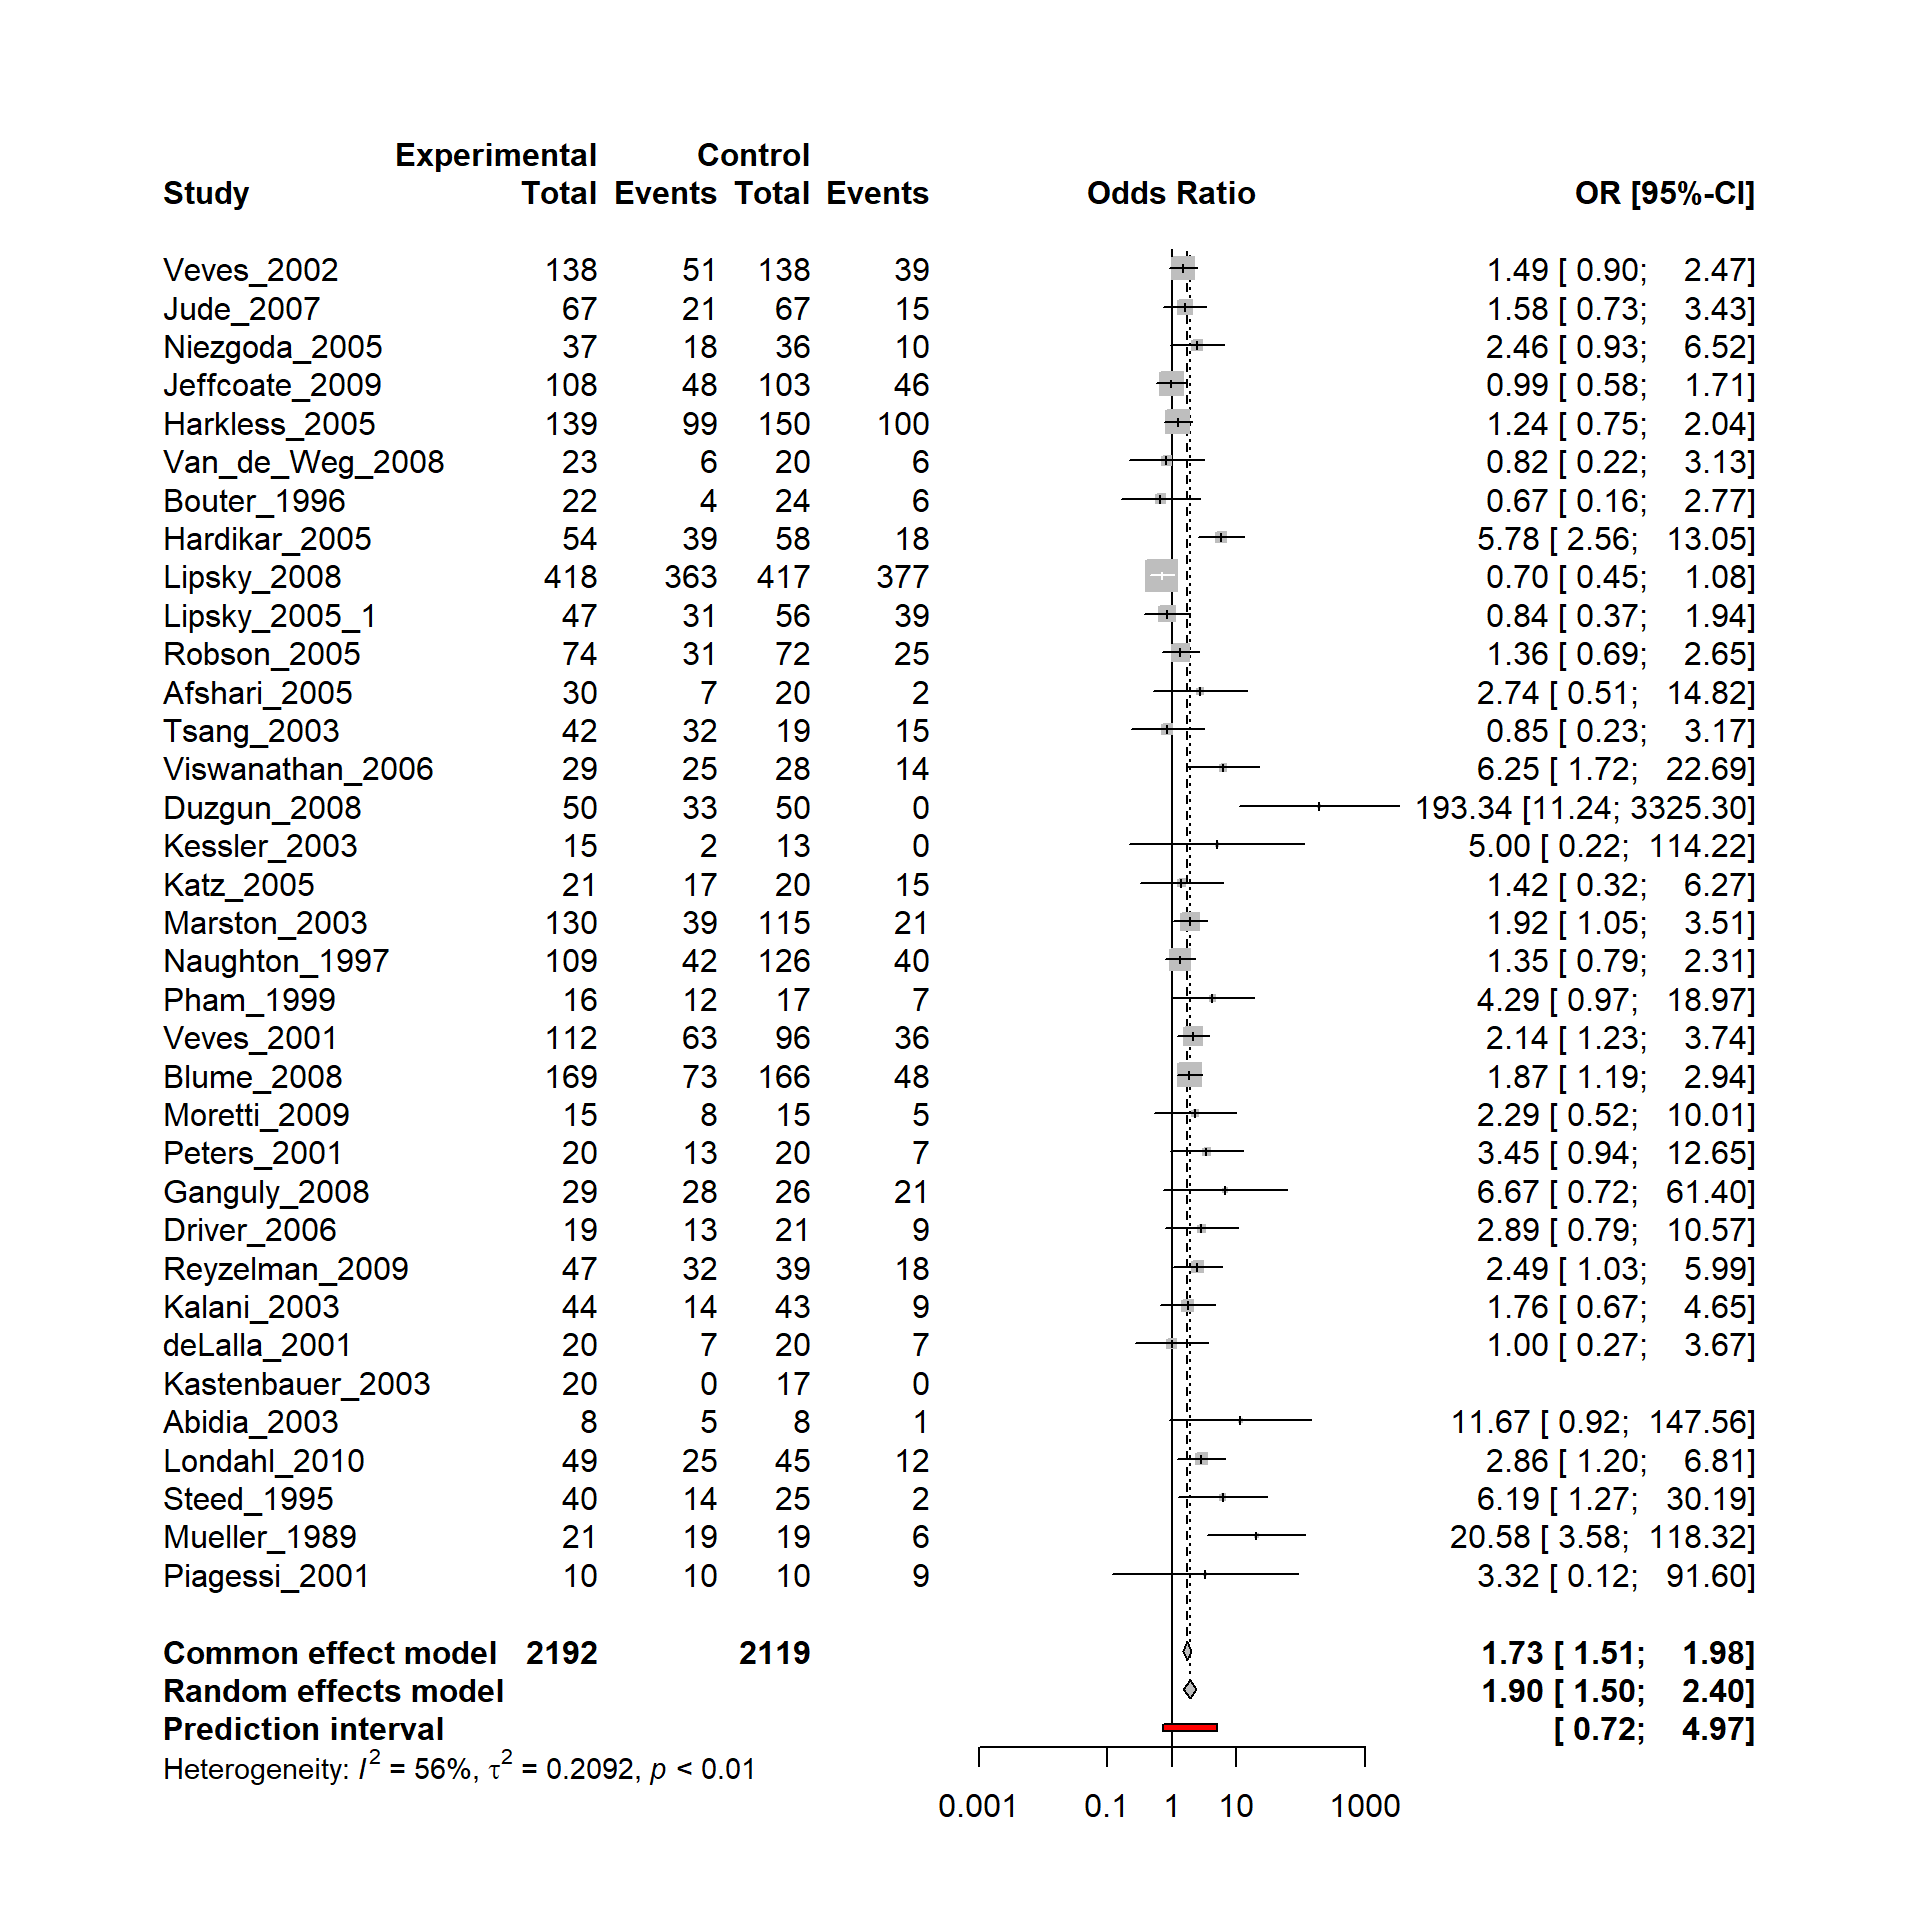 Experimental Control
Study Total Events Total Events Odds Ratio OR [95%-CI]
Veves_2002 138 51 138 39 1.49 [ 0.90; 2.47]
Jude_2007 67 21 67 15 1.58 [ 0.73; 3.43]
Niezgoda_2005 37 18 36 10 2.46 [ 0.93; 6.52]
Jeffcoate_2009 108 48 103 46 0.99 [ 0.58; 1.71]
Harkless_2005 139 99 150 100 1.24 [ 0.75; 2.04]
Van_de_Weg_2008 23 6 20 6 0.82 [ 0.22; 3.13]
Bouter_1996 22 4 24 6 0.67 [ 0.16; 2.77]
Hardikar_2005 54 39 58 18 5.78 [ 2.56; 13.05]
Lipsky_2008 418 363 417 377 0.70 [ 0.45; 1.08]
Lipsky_2005_1 47 31 56 39 0.84 [ 0.37; 1.94]
Robson_2005 74 31 72 25 1.36 [ 0.69; 2.65]
Afshari_2005 30 7 20 2 2.74 [ 0.51; 14.82]
Tsang_2003 42 32 19 15 0.85 [ 0.23; 3.17]
Viswanathan_2006 29 25 28 14 6.25 [ 1.72; 22.69]
Duzgun_2008 50 33 50 0 193.34 [11.24; 3325.30]
Kessler_2003 15 2 13 0 5.00 [ 0.22; 114.22]
Katz_2005 21 17 20 15 1.42 [ 0.32; 6.27]
Marston_2003 130 39 115 21 1.92 [ 1.05; 3.51]
Naughton_1997 109 42 126 40 1.35 [ 0.79; 2.31]
Pham_1999 16 12 17 7 4.29 [ 0.97; 18.97]
Veves_2001 112 63 96 36 2.14 [ 1.23; 3.74]
Blume_2008 169 73 166 48 1.87 [ 1.19; 2.94]
Moretti_2009 15 8 15 5 2.29 [ 0.52; 10.01]
Peters_2001 20 13 20 7 3.45 [ 0.94; 12.65]
Ganguly_2008 29 28 26 21 6.67 [ 0.72; 61.40]
Driver_2006 19 13 21 9 2.89 [ 0.79; 10.57]
Reyzelman_2009 47 32 39 18 2.49 [ 1.03; 5.99]
Kalani_2003 44 14 43 9 1.76 [ 0.67; 4.65]
deLalla_2001 20 7 20 7 1.00 [ 0.27; 3.67]
Kastenbauer_2003 20 0 17 0
Abidia_2003 8 5 8 1 11.67 [ 0.92; 147.56]
Londahl_2010 49 25 45 12 2.86 [ 1.20; 6.81]
Steed_1995 40 14 25 2 6.19 [ 1.27; 30.19]
Mueller_1989 21 19 19 6 20.58 [ 3.58; 118.32]
Piagessi_2001 10 10 10 9 3.32 [ 0.12; 91.60]
Common effect model 2192 2119 1.73 [ 1.51; 1.98]
Random effects model 1.90 [ 1.50; 2.40]
Prediction interval [ 0.72; 4.97]
Heterogeneity: I² = 56%, τ² = 0.2092, p < 0.01
0.001 0.1 1 10 1000